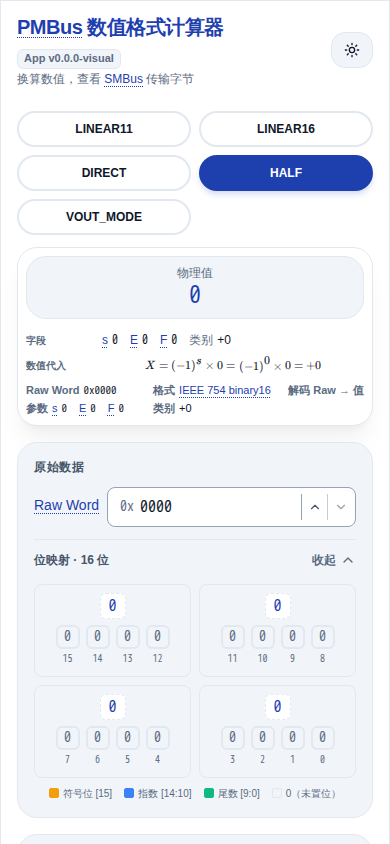 PMBus 数值格式计算器
App v0.0.0-visual
换算数值，查看 SMBus 传输字节
LINEAR11
LINEAR16
DIRECT
HALF
VOUT_MODE
物理值
0
字段 s 0 E 0 F 0 类别 +0
数值代入 X = (−1)^s × 0 = (−1)^0 × 0 = +0
Raw Word 0x0000 格式 IEEE 754 binary16 解码 Raw → 值
参数 s 0 E 0 F 0 类别 +0
原始数据
Raw Word 0x 0000
位映射 · 16 位 收起
0 0
0 0 0 0 0 0 0 0
15 14 13 12 11 10 9 8
0 0
0 0 0 0 0 0 0 0
7 6 5 4 3 2 1 0
符号位 [15] 指数 [14:10] 尾数 [9:0] 0（未置位）